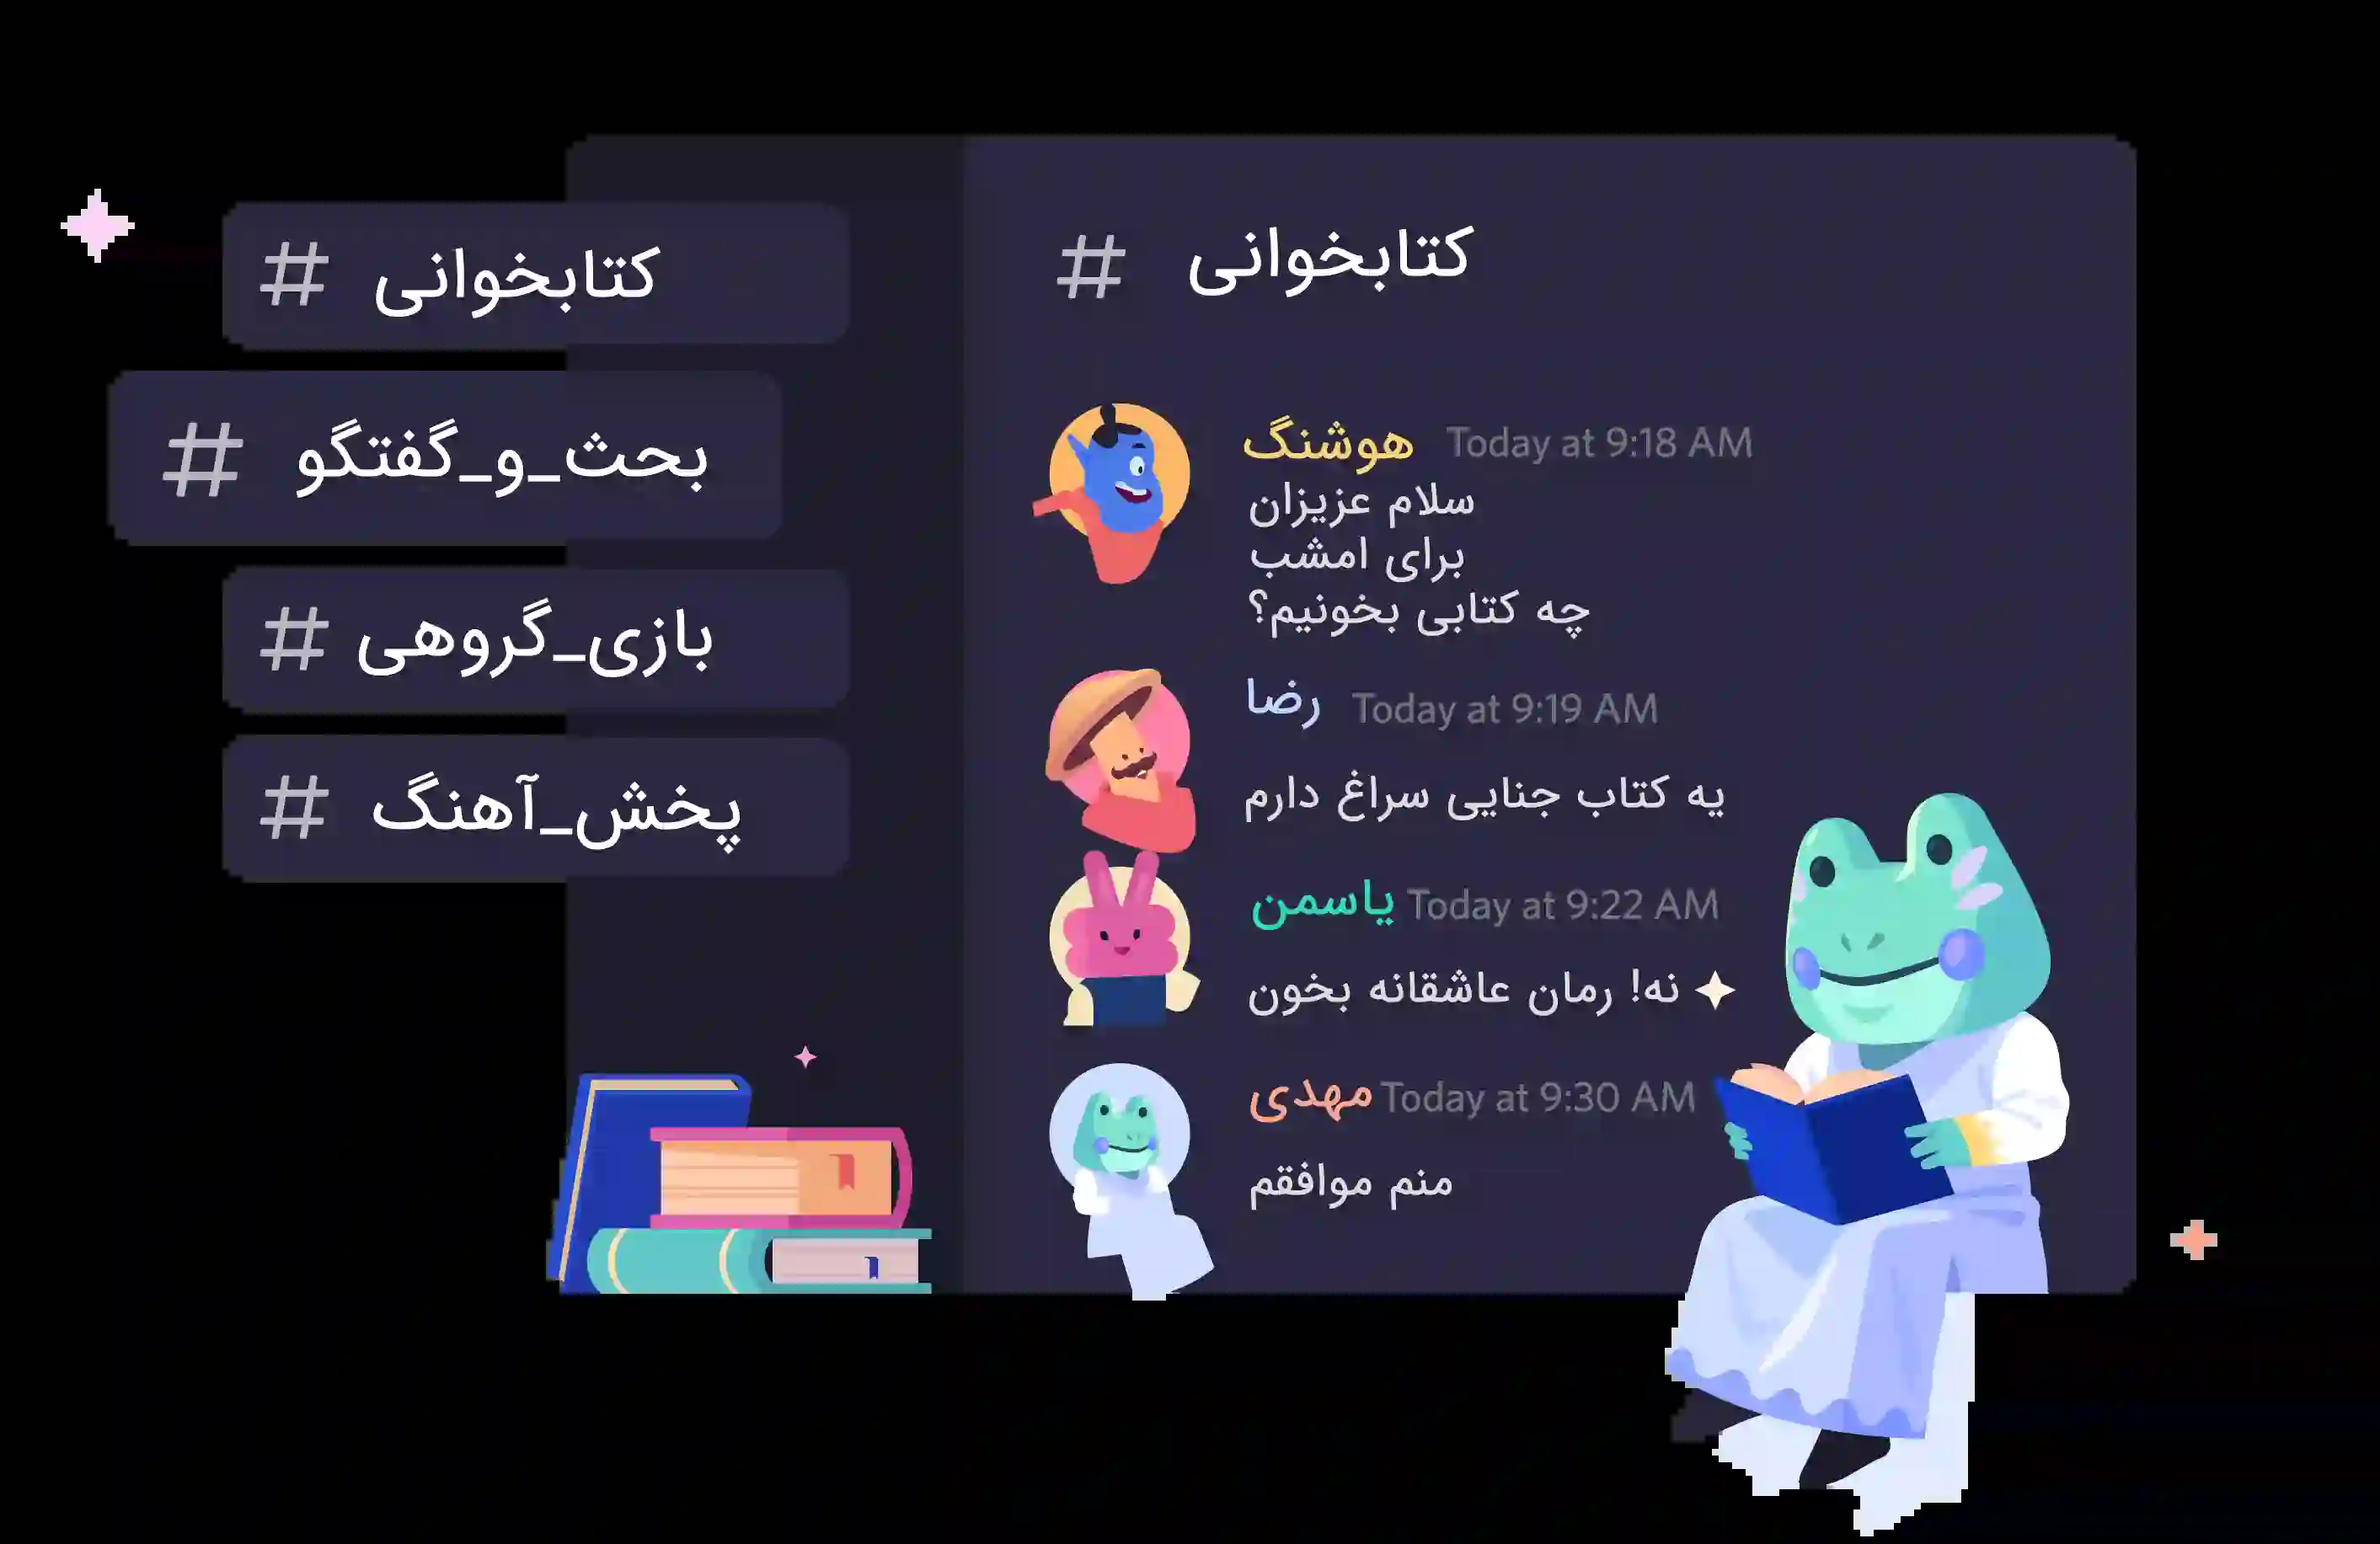 # کتابخوانی
# بحث_و_گفتگو
# بازی_گروهی
# پخش_آهنگ
# کتابخوانی
هوشنگ Today at 9:18 AM
سلام عزیزان
برای امشب
چه کتابی بخونیم؟
رضا Today at 9:19 AM
یه کتاب جنایی سراغ دارم
یاسمن Today at 9:22 AM
نه! رمان عاشقانه بخون
مهدی Today at 9:30 AM
منم موافقم